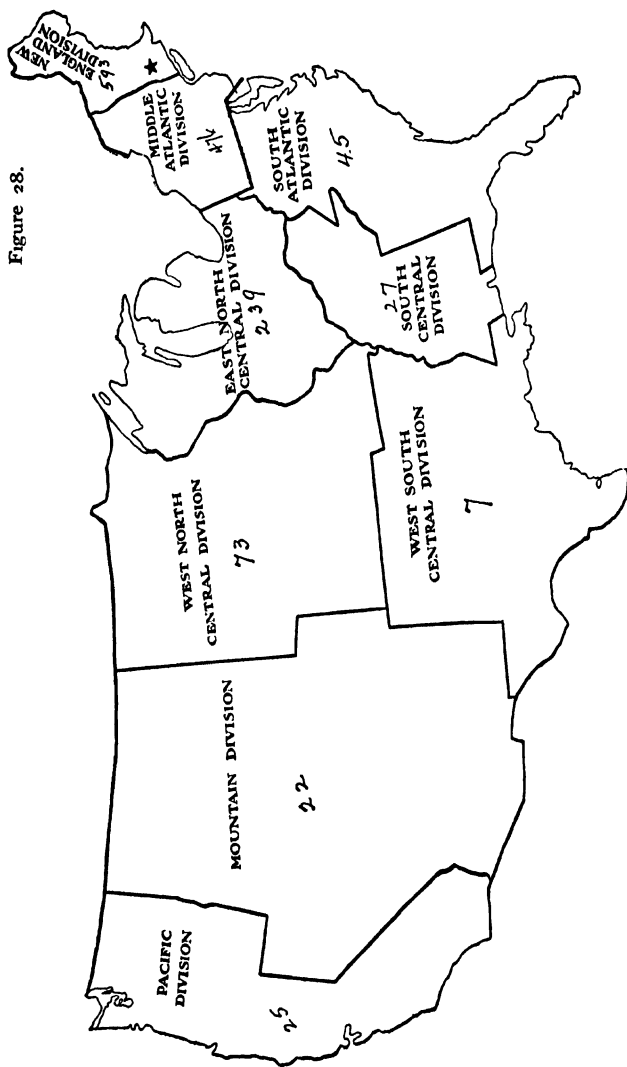 Figure 28.
NEW
ENGLAND
DIVISION
593
MIDDLE
ATLANTIC
DIVISION
SOUTH
ATLANTIC
DIVISION
45
EAST NORTH
CENTRAL DIVISION
239
27
SOUTH
CENTRAL
DIVISION
WEST NORTH
CENTRAL DIVISION
73
WEST SOUTH
CENTRAL DIVISION
7
MOUNTAIN DIVISION
22
PACIFIC
DIVISION
25